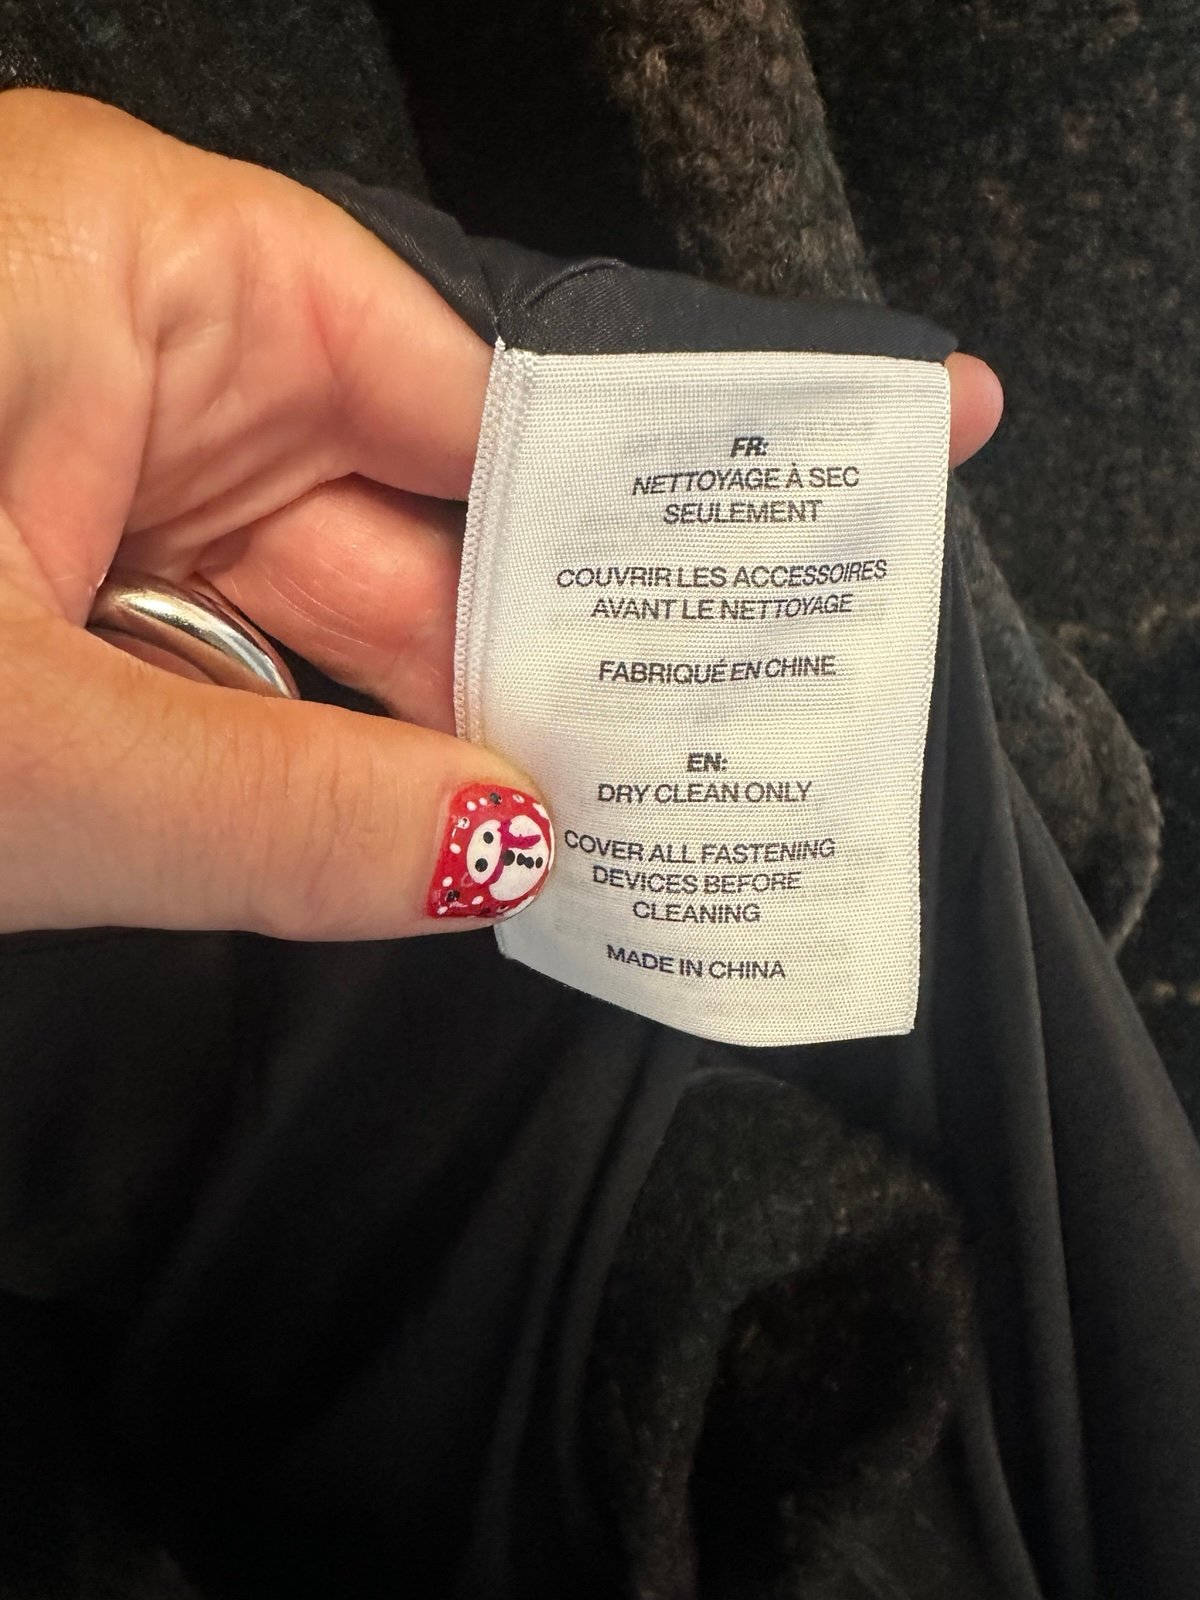 FR:
NETTOYAGE À SEC
SEULEMENT
COUVRIR LES ACCESSOIRES
AVANT LE NETTOYAGE
FABRIQUÉ EN CHINE
EN:
DRY CLEAN ONLY
COVER ALL FASTENING
DEVICES BEFORE
CLEANING
MADE IN CHINA